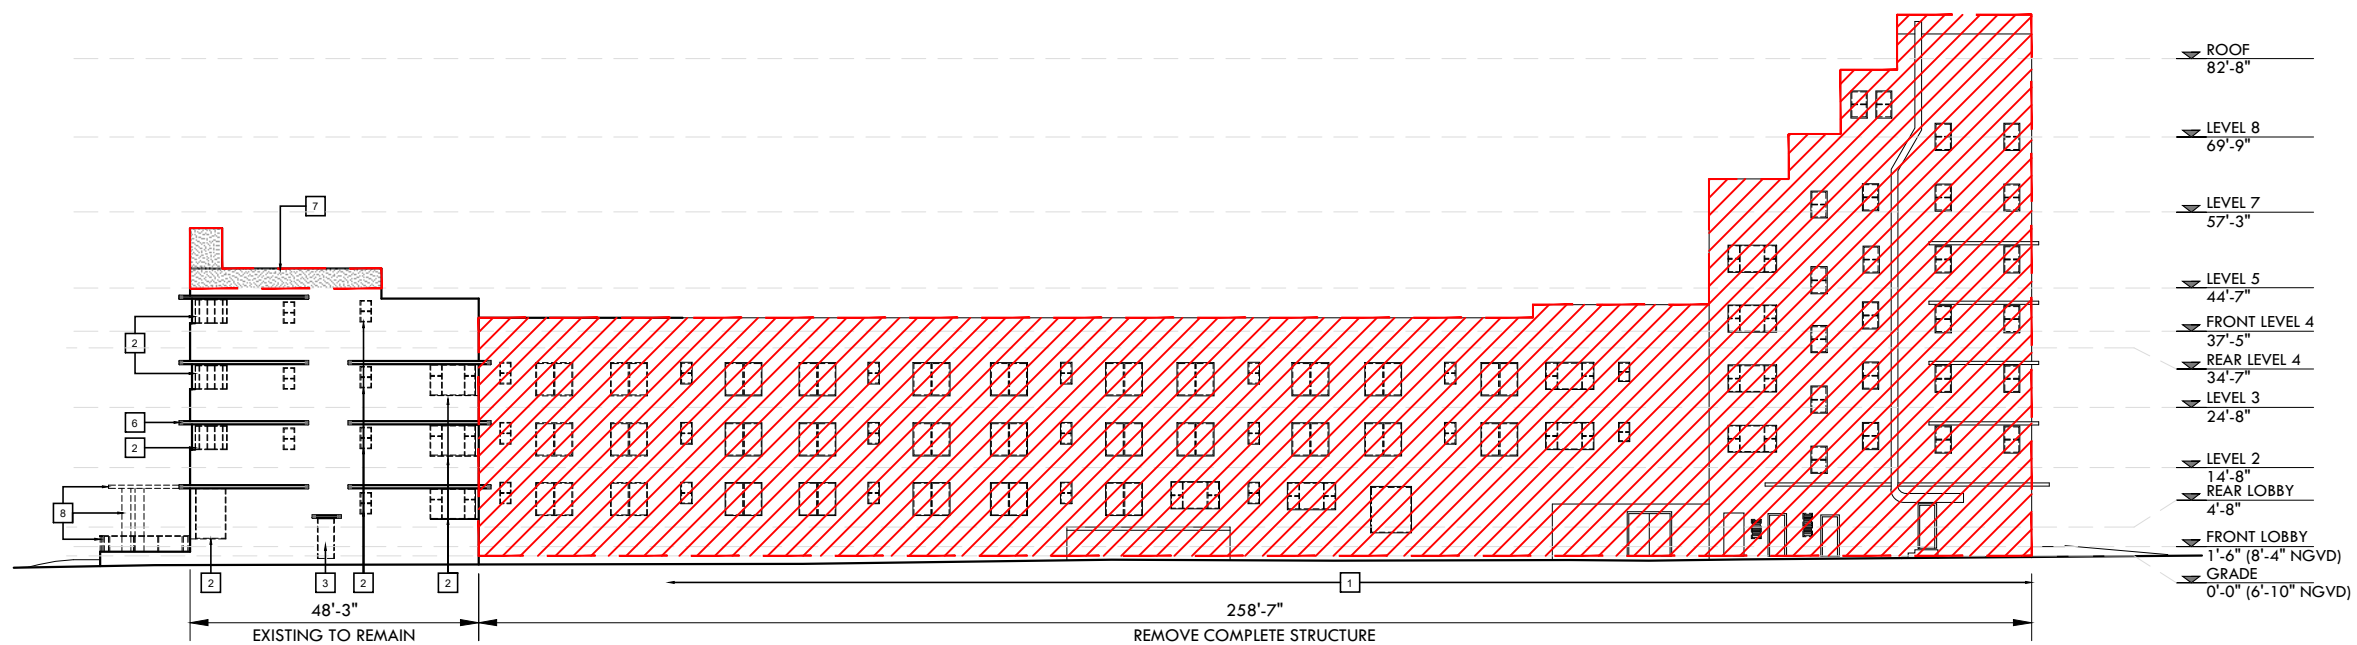 ROOF
82'-8"
LEVEL 8
69'-9"
7
LEVEL 7
57'-3"
LEVEL 5
44'-7"
FRONT LEVEL 4
37'-5"
2
REAR LEVEL 4
34'-7"
LEVEL 3
24'-8"
6
2
LEVEL 2
14'-8"
REAR LOBBY
4'-8"
8
FRONT LOBBY
1'-6" (8'-4" NGVD)
GRADE
0'-0" (6'-10" NGVD)
2 3 2 2 1
48'-3" 258'-7"
EXISTING TO REMAIN REMOVE COMPLETE STRUCTURE